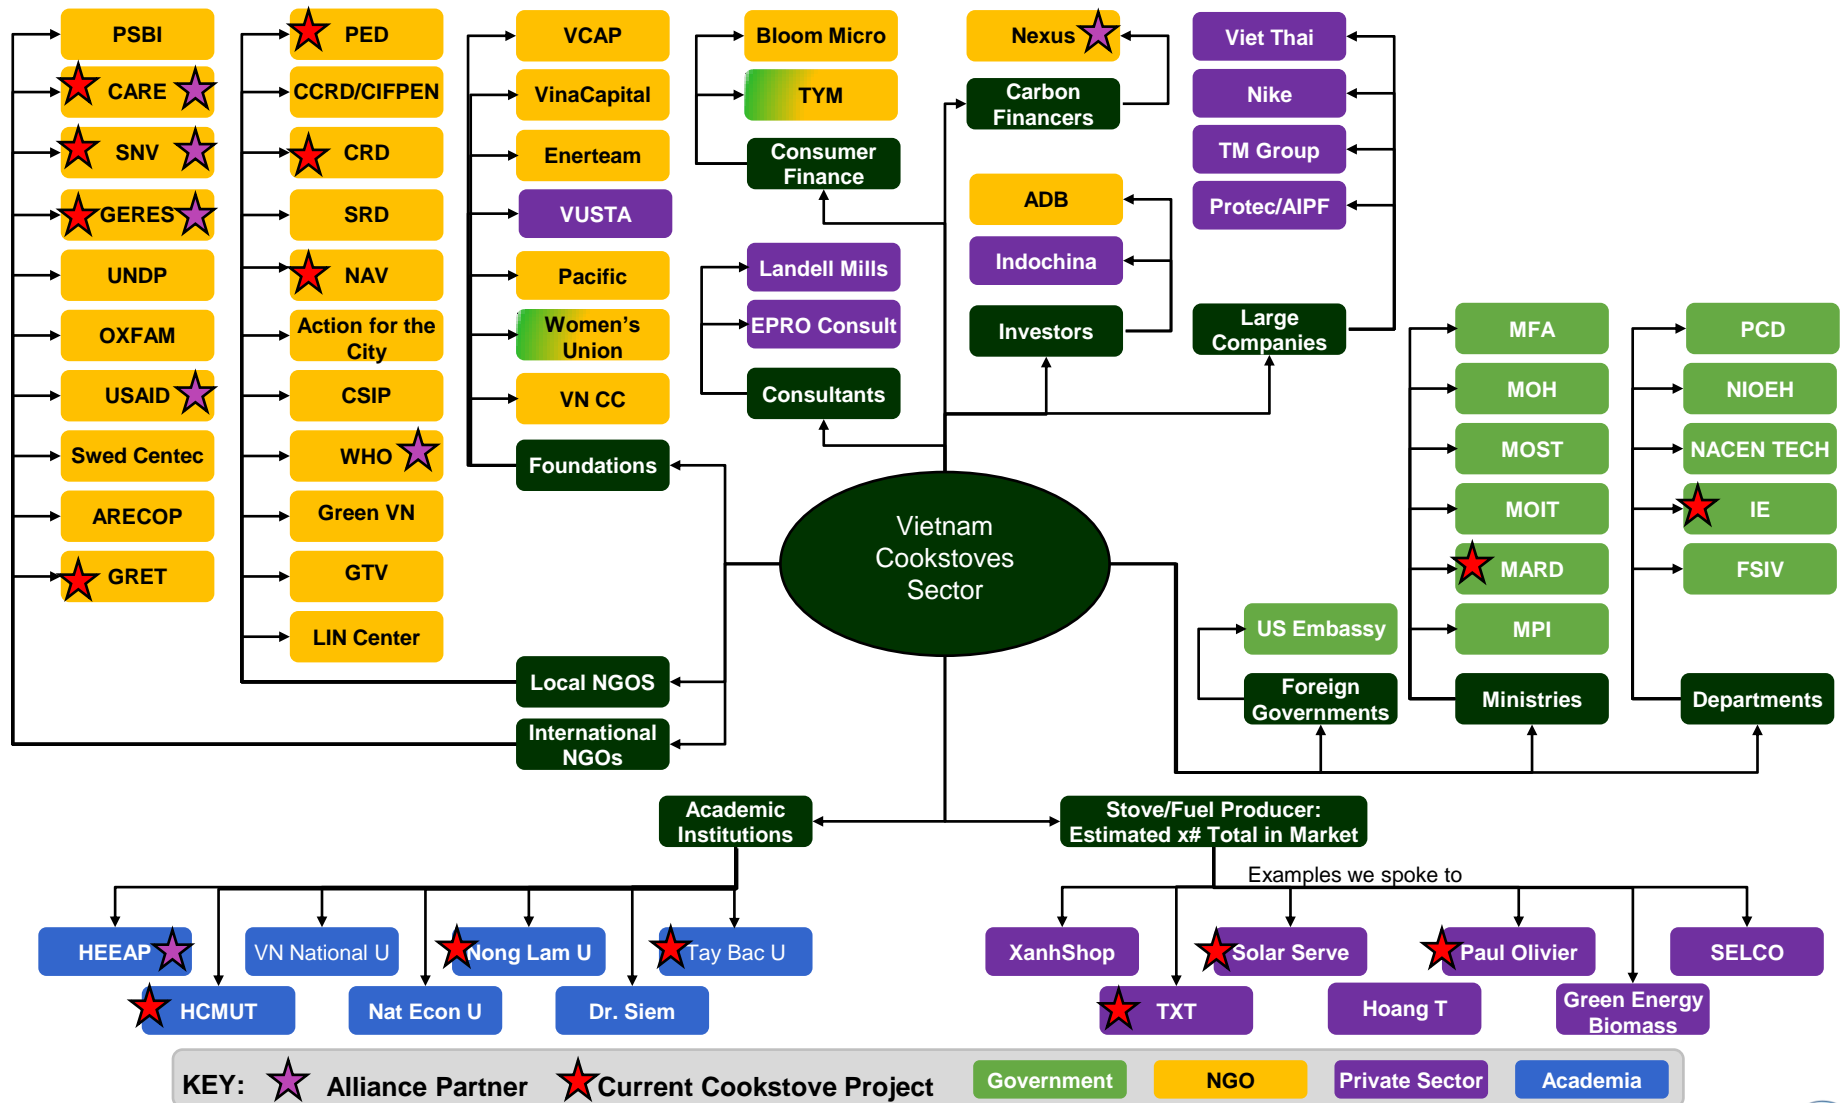 PSBI
CARE
SNV
GERES
UNDP
OXFAM
USAID
Swed Centec
ARECOP
GRET
PED
CCRD/CIFPEN
CRD
SRD
NAV
Action for the
City
CSIP
WHO
Green VN
GTV
LIN Center
VCAP
VinaCapital
Enerteam
VUSTA
Pacific
Women's
Union
VN CC
Foundations
Local NGOS
International
NGOs
Bloom Micro
TYM
Consumer
Finance
Landell Mills
EPRO Consult
Consultants
Nexus
Carbon
Financers
ADB
Indochina
Investors
Viet Thai
Nike
TM Group
Protec/AIPF
Large
Companies
Vietnam
Cookstoves
Sector
US Embassy
Foreign
Governments
MFA
MOH
MOST
MOIT
MARD
MPI
Ministries
PCD
NIOEH
NACEN TECH
IE
FSIV
Departments
Academic
Institutions
Stove/Fuel Producer:
Estimated x# Total in Market
Examples we spoke to
HEEAP
VN National U
Nong Lam U
Tay Bac U
HCMUT
Nat Econ U
Dr. Siem
XanhShop
Solar Serve
Paul Olivier
SELCO
TXT
Hoang T
Green Energy
Biomass
KEY:
Alliance Partner
Current Cookstove Project
Government
NGO
Private Sector
Academia